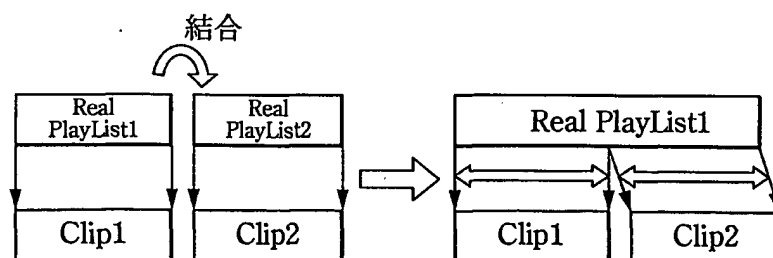 結合
Real
PlayList1
Real
PlayList2
Real PlayList1
Clip1
Clip2
Clip1
Clip2